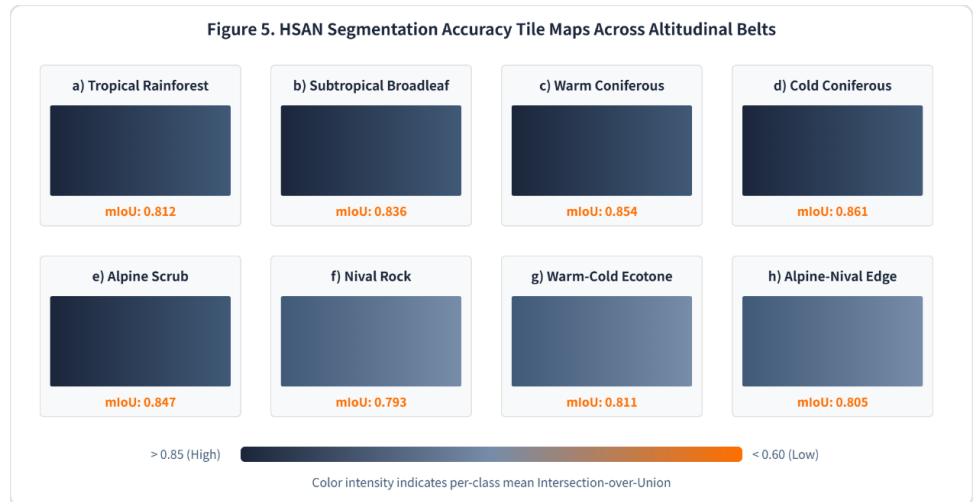 Figure 5. HSAN Segmentation Accuracy Tile Maps Across Altitudinal Belts
a) Tropical Rainforest
mIoU: 0.812
b) Subtropical Broadleaf
mIoU: 0.836
c) Warm Coniferous
mIoU: 0.854
d) Cold Coniferous
mIoU: 0.861
e) Alpine Scrub
mIoU: 0.847
f) Nival Rock
mIoU: 0.793
g) Warm-Cold Ecotone
mIoU: 0.811
h) Alpine-Nival Edge
mIoU: 0.805
> 0.85 (High)
< 0.60 (Low)
Color intensity indicates per-class mean Intersection-over-Union